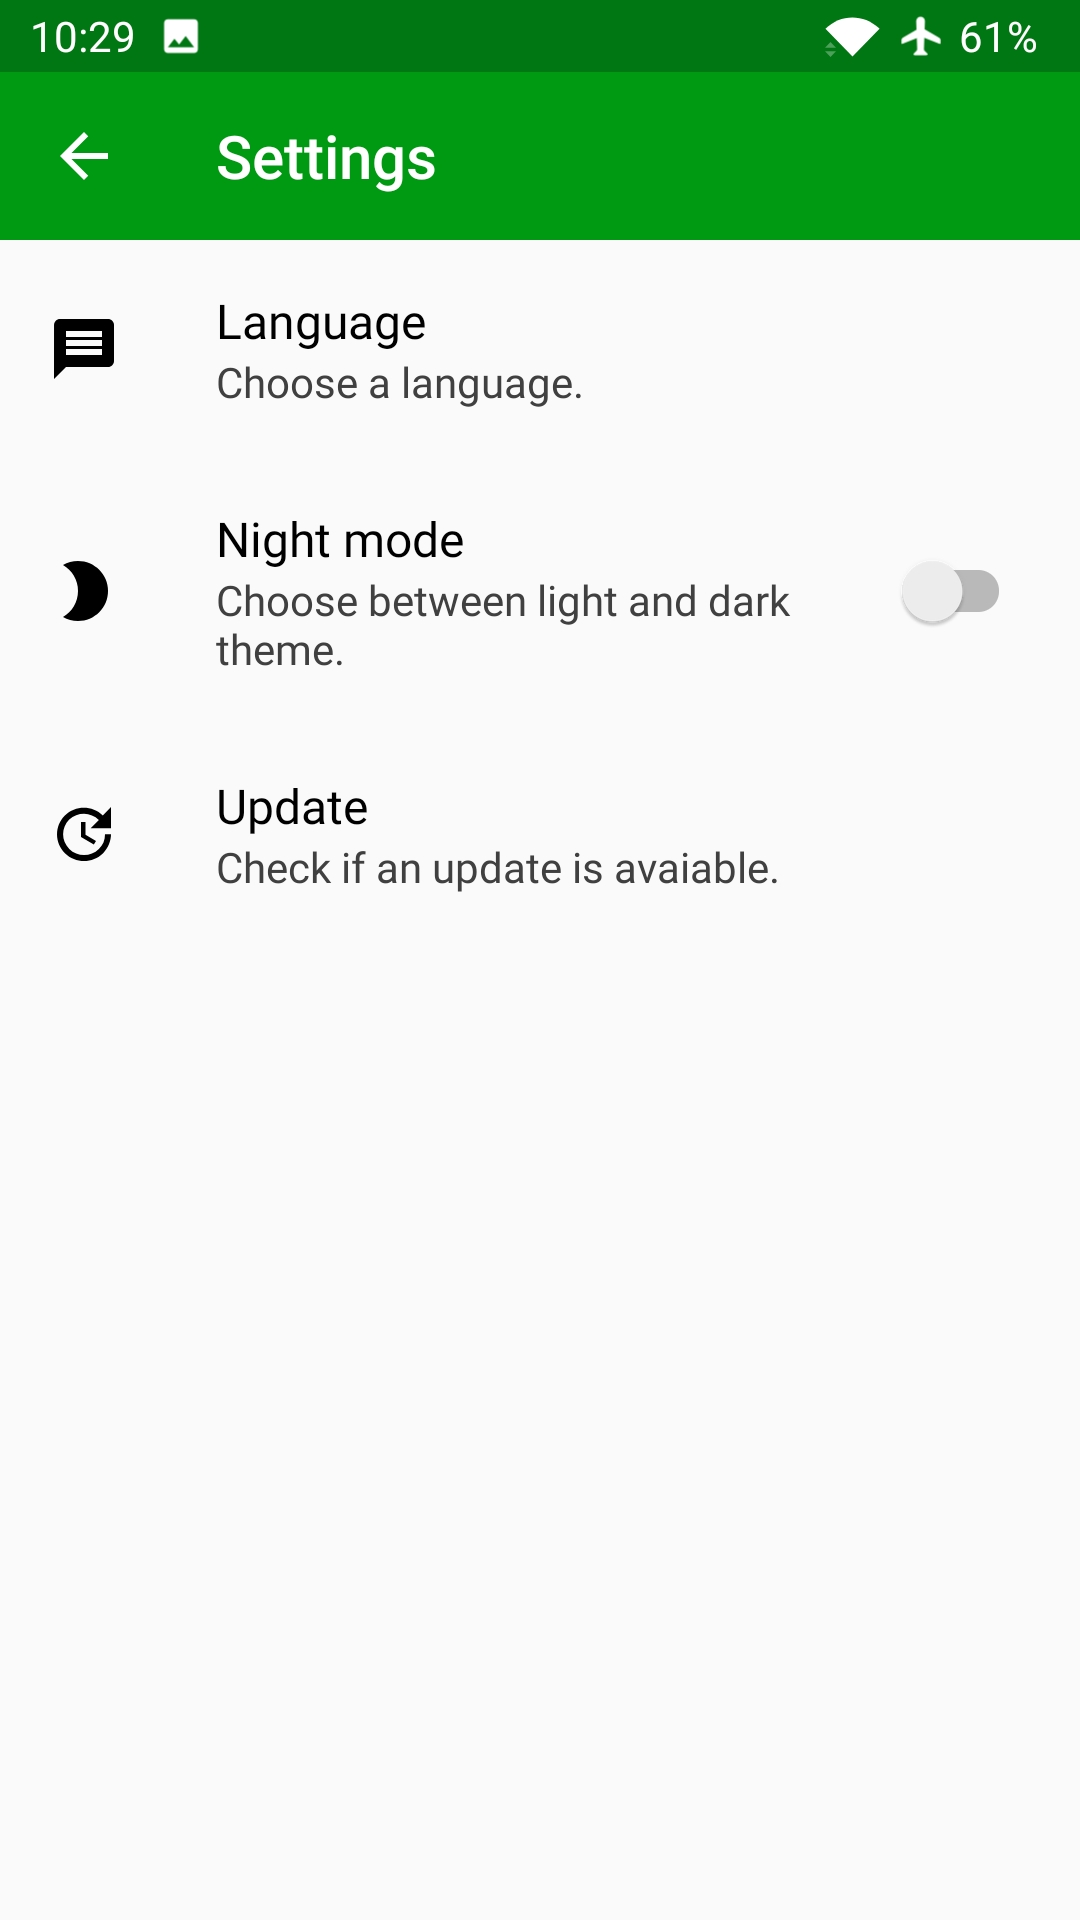 10:29 61%
Settings
Language
Choose a language.
Night mode
Choose between light and dark
theme.
Update
Check if an update is avaiable.